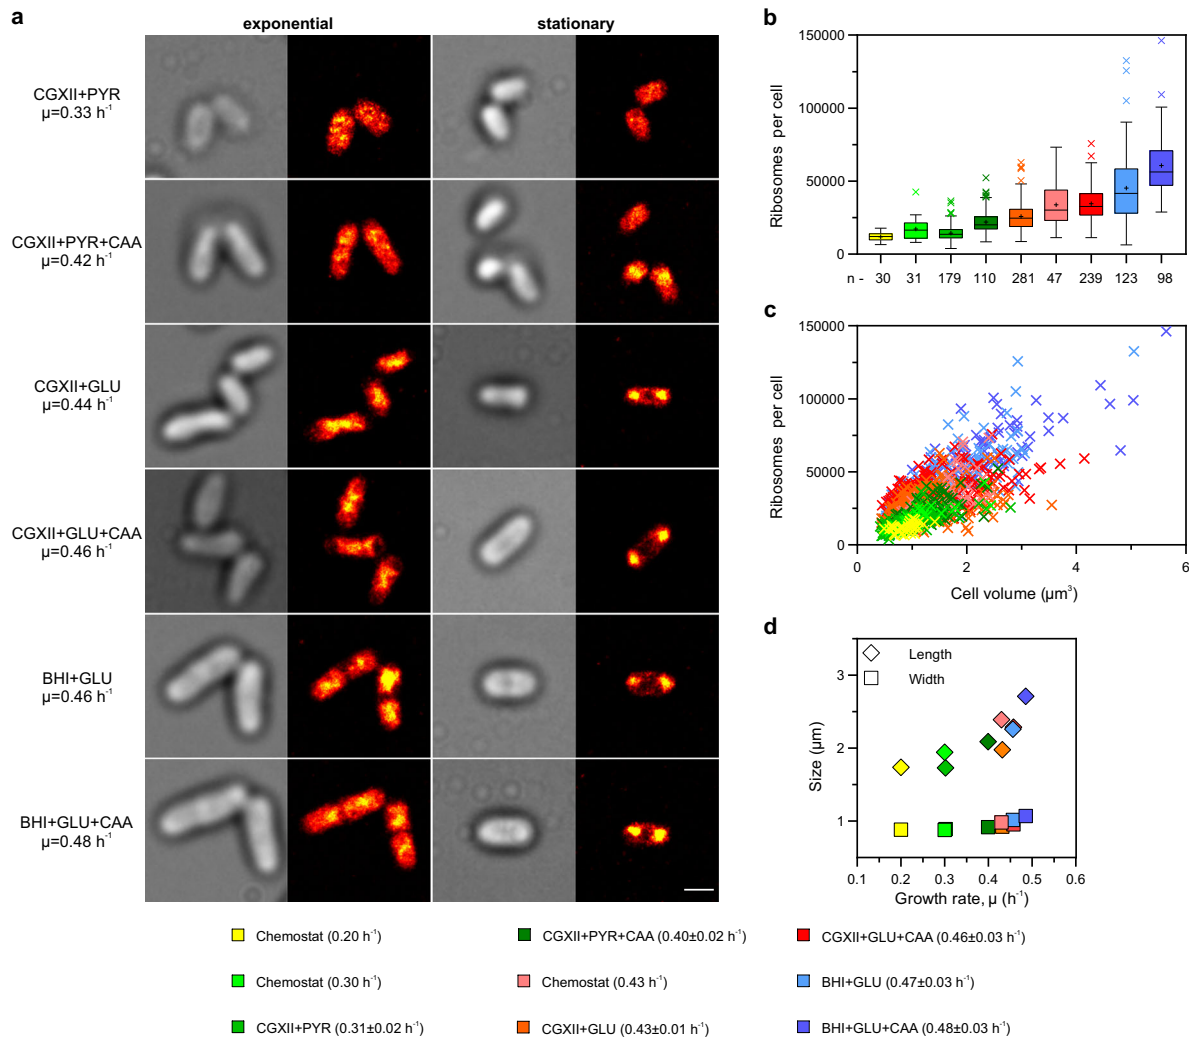 a
exponential
stationary
CGXII+PYR
µ=0.33 h⁻¹
CGXII+PYR+CAA
µ=0.42 h⁻¹
CGXII+GLU
µ=0.44 h⁻¹
CGXII+GLU+CAA
µ=0.46 h⁻¹
BHI+GLU
µ=0.46 h⁻¹
BHI+GLU+CAA
µ=0.48 h⁻¹
b
Ribosomes per cell
150000
100000
50000
0
n - 30 31 179 110 281 47 239 123 98
c
Ribosomes per cell
150000
100000
50000
0
0 2 4 6
Cell volume (µm³)
d
Length
Width
Size (µm)
3
2
1
0.1 0.2 0.3 0.4 0.5 0.6
Growth rate, µ (h⁻¹)
Chemostat (0.20 h⁻¹)
CGXII+PYR+CAA (0.40±0.02 h⁻¹)
CGXII+GLU+CAA (0.46±0.03 h⁻¹)
Chemostat (0.30 h⁻¹)
Chemostat (0.43 h⁻¹)
BHI+GLU (0.47±0.03 h⁻¹)
CGXII+PYR (0.31±0.02 h⁻¹)
CGXII+GLU (0.43±0.01 h⁻¹)
BHI+GLU+CAA (0.48±0.03 h⁻¹)